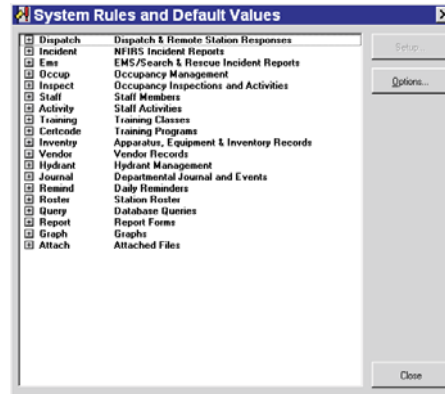 System Rules and Default Values
Dispatch Dispatch & Remote Station Responses
Incident NFIRS Incident Reports
Ems EMS/Search & Rescue Incident Reports
Occup Occupancy Management
Inspect Occupancy Inspections and Activities
Staff Staff Members
Activity Staff Activities
Training Training Classes
Certcode Training Programs
Inventry Apparatus, Equipment & Inventory Records
Vendor Vendor Records
Hydrant Hydrant Management
Journal Departmental Journal and Events
Remind Daily Reminders
Roster Station Roster
Query Database Queries
Report Report Forms
Graph Graphs
Attach Attached Files
Setup...
Options...
Close